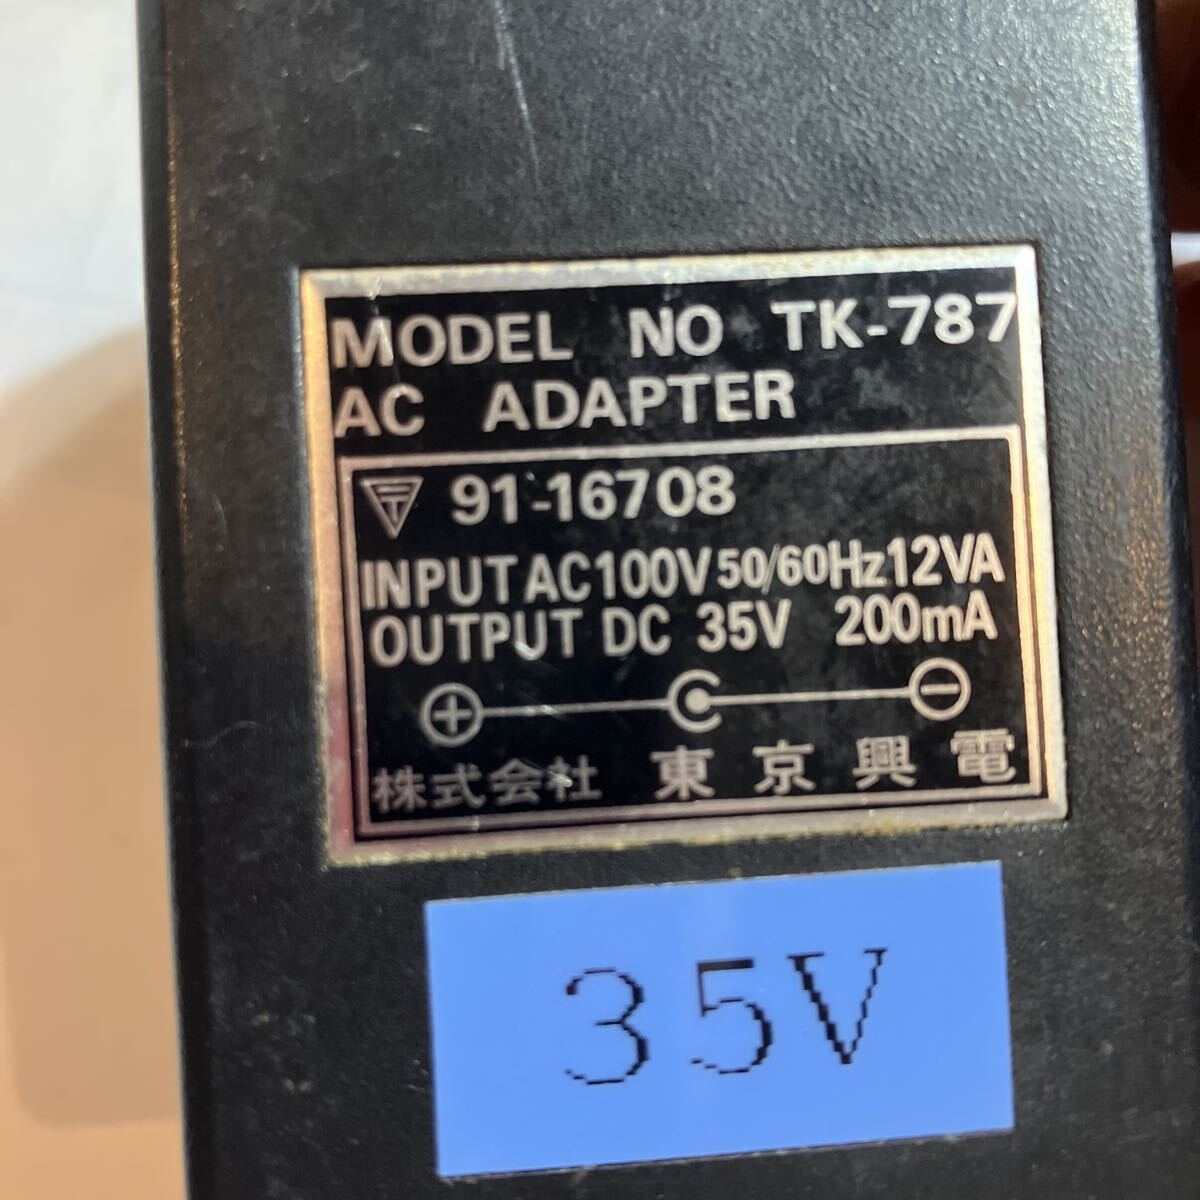 MODEL NO TK-787
AC ADAPTER
〒 91-16708
INPUT AC100V 50/60Hz 12VA
OUTPUT DC 35V 200mA
株式会社 東京興電
35V